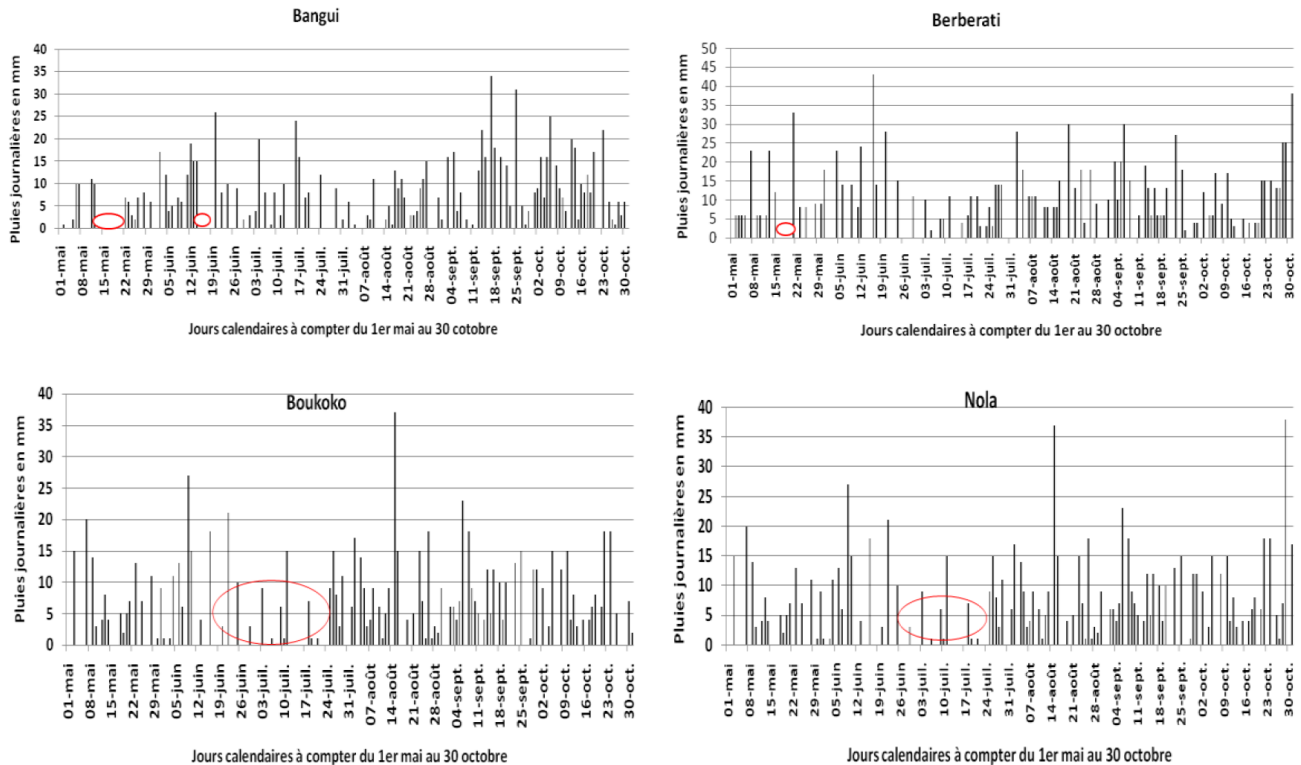 Bangui
Pluies journalières en mm
40
35
30
25
20
15
10
5
0
01-mai
08-mai
15-mai
22-mai
29-mai
05-juin
12-juin
19-juin
26-juin
03-juil.
10-juil.
17-juil.
24-juil.
31-juil.
07-août
14-août
21-août
28-août
04-sept.
11-sept.
18-sept.
25-sept.
02-oct.
09-oct.
16-oct.
23-oct.
30-oct.
Jours calendaires à compter du 1er mai au 30 cotobre
Berberati
Pluies journalières en mm
50
45
40
35
30
25
20
15
10
5
0
01-mai
08-mai
15-mai
22-mai
29-mai
05-juin
12-juin
19-juin
26-juin
03-juil.
10-juil.
17-juil.
24-juil.
31-juil.
07-août
14-août
21-août
28-août
04-sept.
11-sept.
18-sept.
25-sept.
02-oct.
09-oct.
16-oct.
23-oct.
30-oct.
Jours calendaires à compter du 1er au 30 octobre
Boukoko
Pluies journalières en mm
40
35
30
25
20
15
10
5
0
01-mai
08-mai
15-mai
22-mai
29-mai
05-juin
12-juin
19-juin
26-juin
03-juil.
10-juil.
17-juil.
24-juil.
31-juil.
07-août
14-août
21-août
28-août
04-sept.
11-sept.
18-sept.
25-sept.
02-oct.
09-oct.
16-oct.
23-oct.
30-oct.
Jours calendaires à compter du 1er mai au 30 octobre
Nola
Pluies journalières en mm
40
35
30
25
20
15
10
5
0
01-mai
08-mai
15-mai
22-mai
29-mai
05-juin
12-juin
19-juin
26-juin
03-juil.
10-juil.
17-juil.
24-juil.
31-juil.
07-août
14-août
21-août
28-août
04-sept.
11-sept.
18-sept.
25-sept.
02-oct.
09-oct.
16-oct.
23-oct.
30-oct.
Jours calendaires à compter du 1er mai au 30 octobre